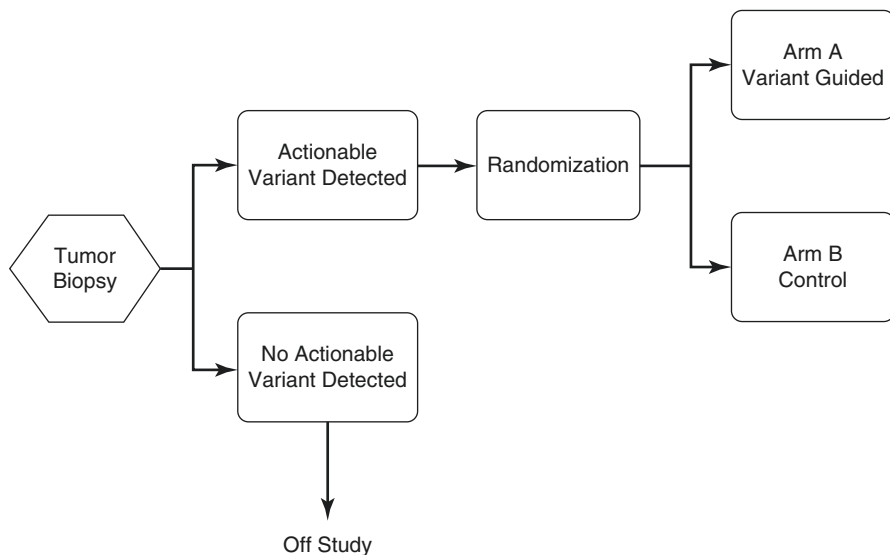 Tumor
Biopsy
Actionable
Variant Detected
No Actionable
Variant Detected
Off Study
Randomization
Arm A
Variant Guided
Arm B
Control